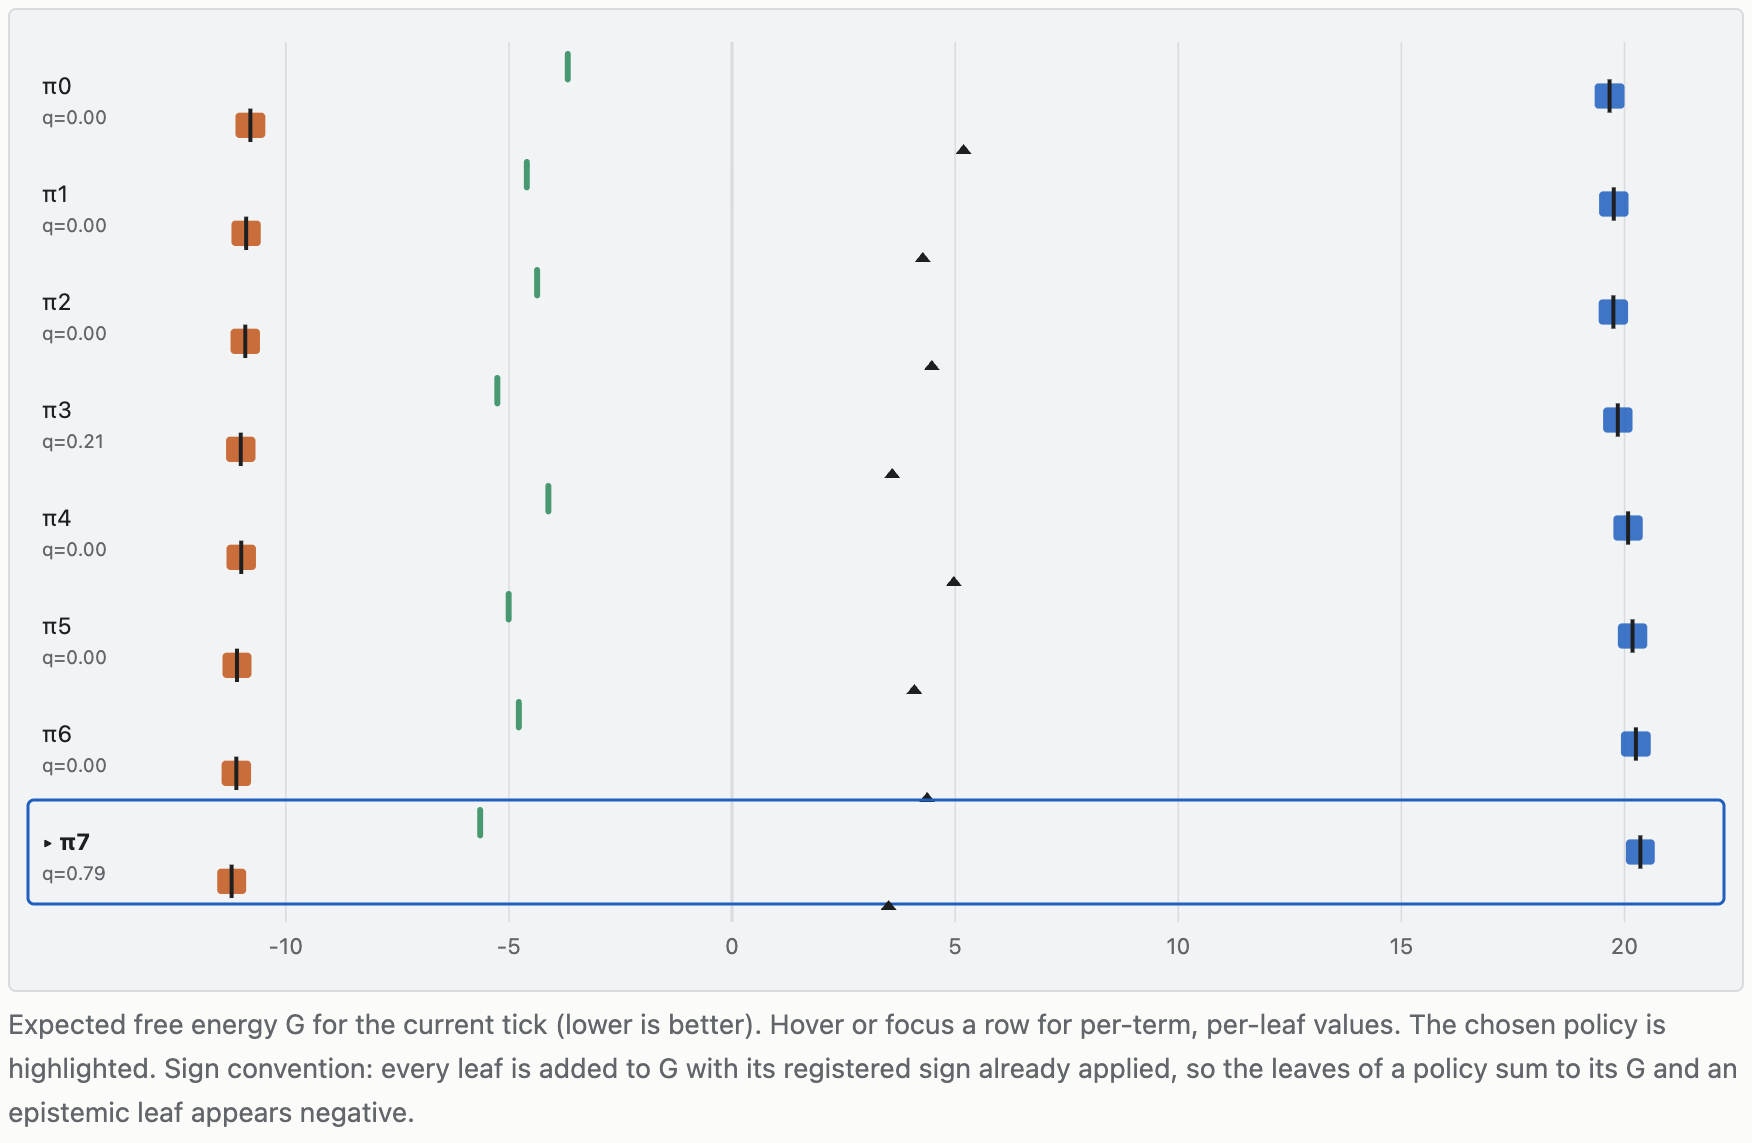 π0
q=0.00
π1
q=0.00
π2
q=0.00
π3
q=0.21
π4
q=0.00
π5
q=0.00
π6
q=0.00
▸ π7
q=0.79
-10 -5 0 5 10 15 20
Expected free energy G for the current tick (lower is better). Hover or focus a row for per-term, per-leaf values. The chosen policy is
highlighted. Sign convention: every leaf is added to G with its registered sign already applied, so the leaves of a policy sum to its G and an
epistemic leaf appears negative.